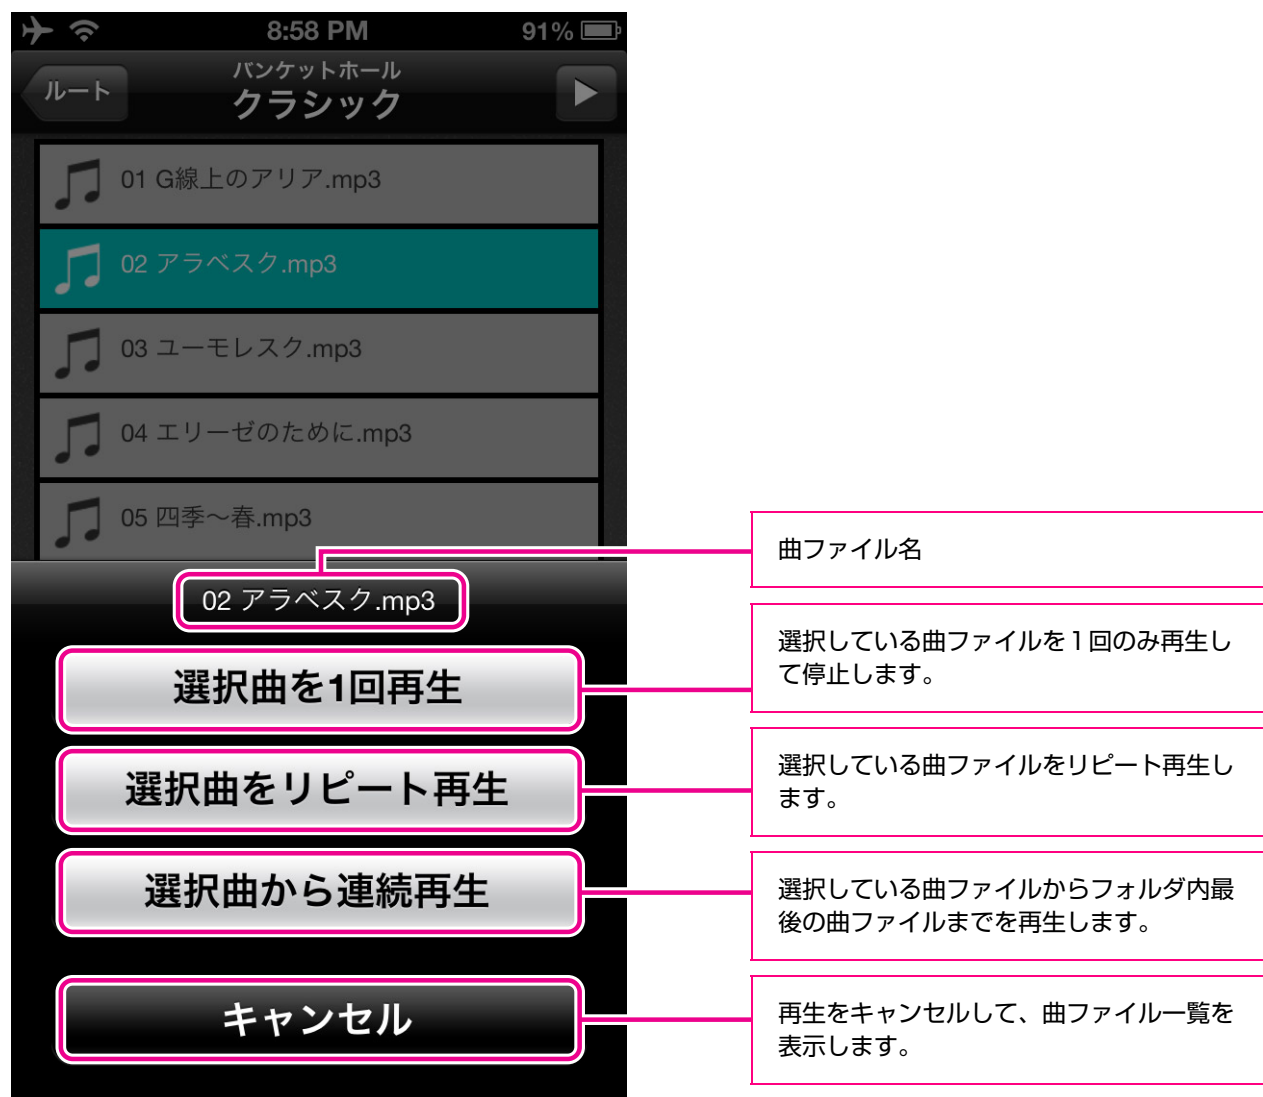 8:58 PM
91%
ルート
バンケットホール
クラシック
01 G線上のアリア.mp3
02 アラベスク.mp3
03 ユーモレスク.mp3
04 エリーゼのために.mp3
05 四季～春.mp3
02 アラベスク.mp3
選択曲を1回再生
選択曲をリピート再生
選択曲から連続再生
キャンセル
曲ファイル名
選択している曲ファイルを1回のみ再生し
て停止します。
選択している曲ファイルをリピート再生し
ます。
選択している曲ファイルからフォルダ内最
後の曲ファイルまでを再生します。
再生をキャンセルして、曲ファイル一覧を
表示します。